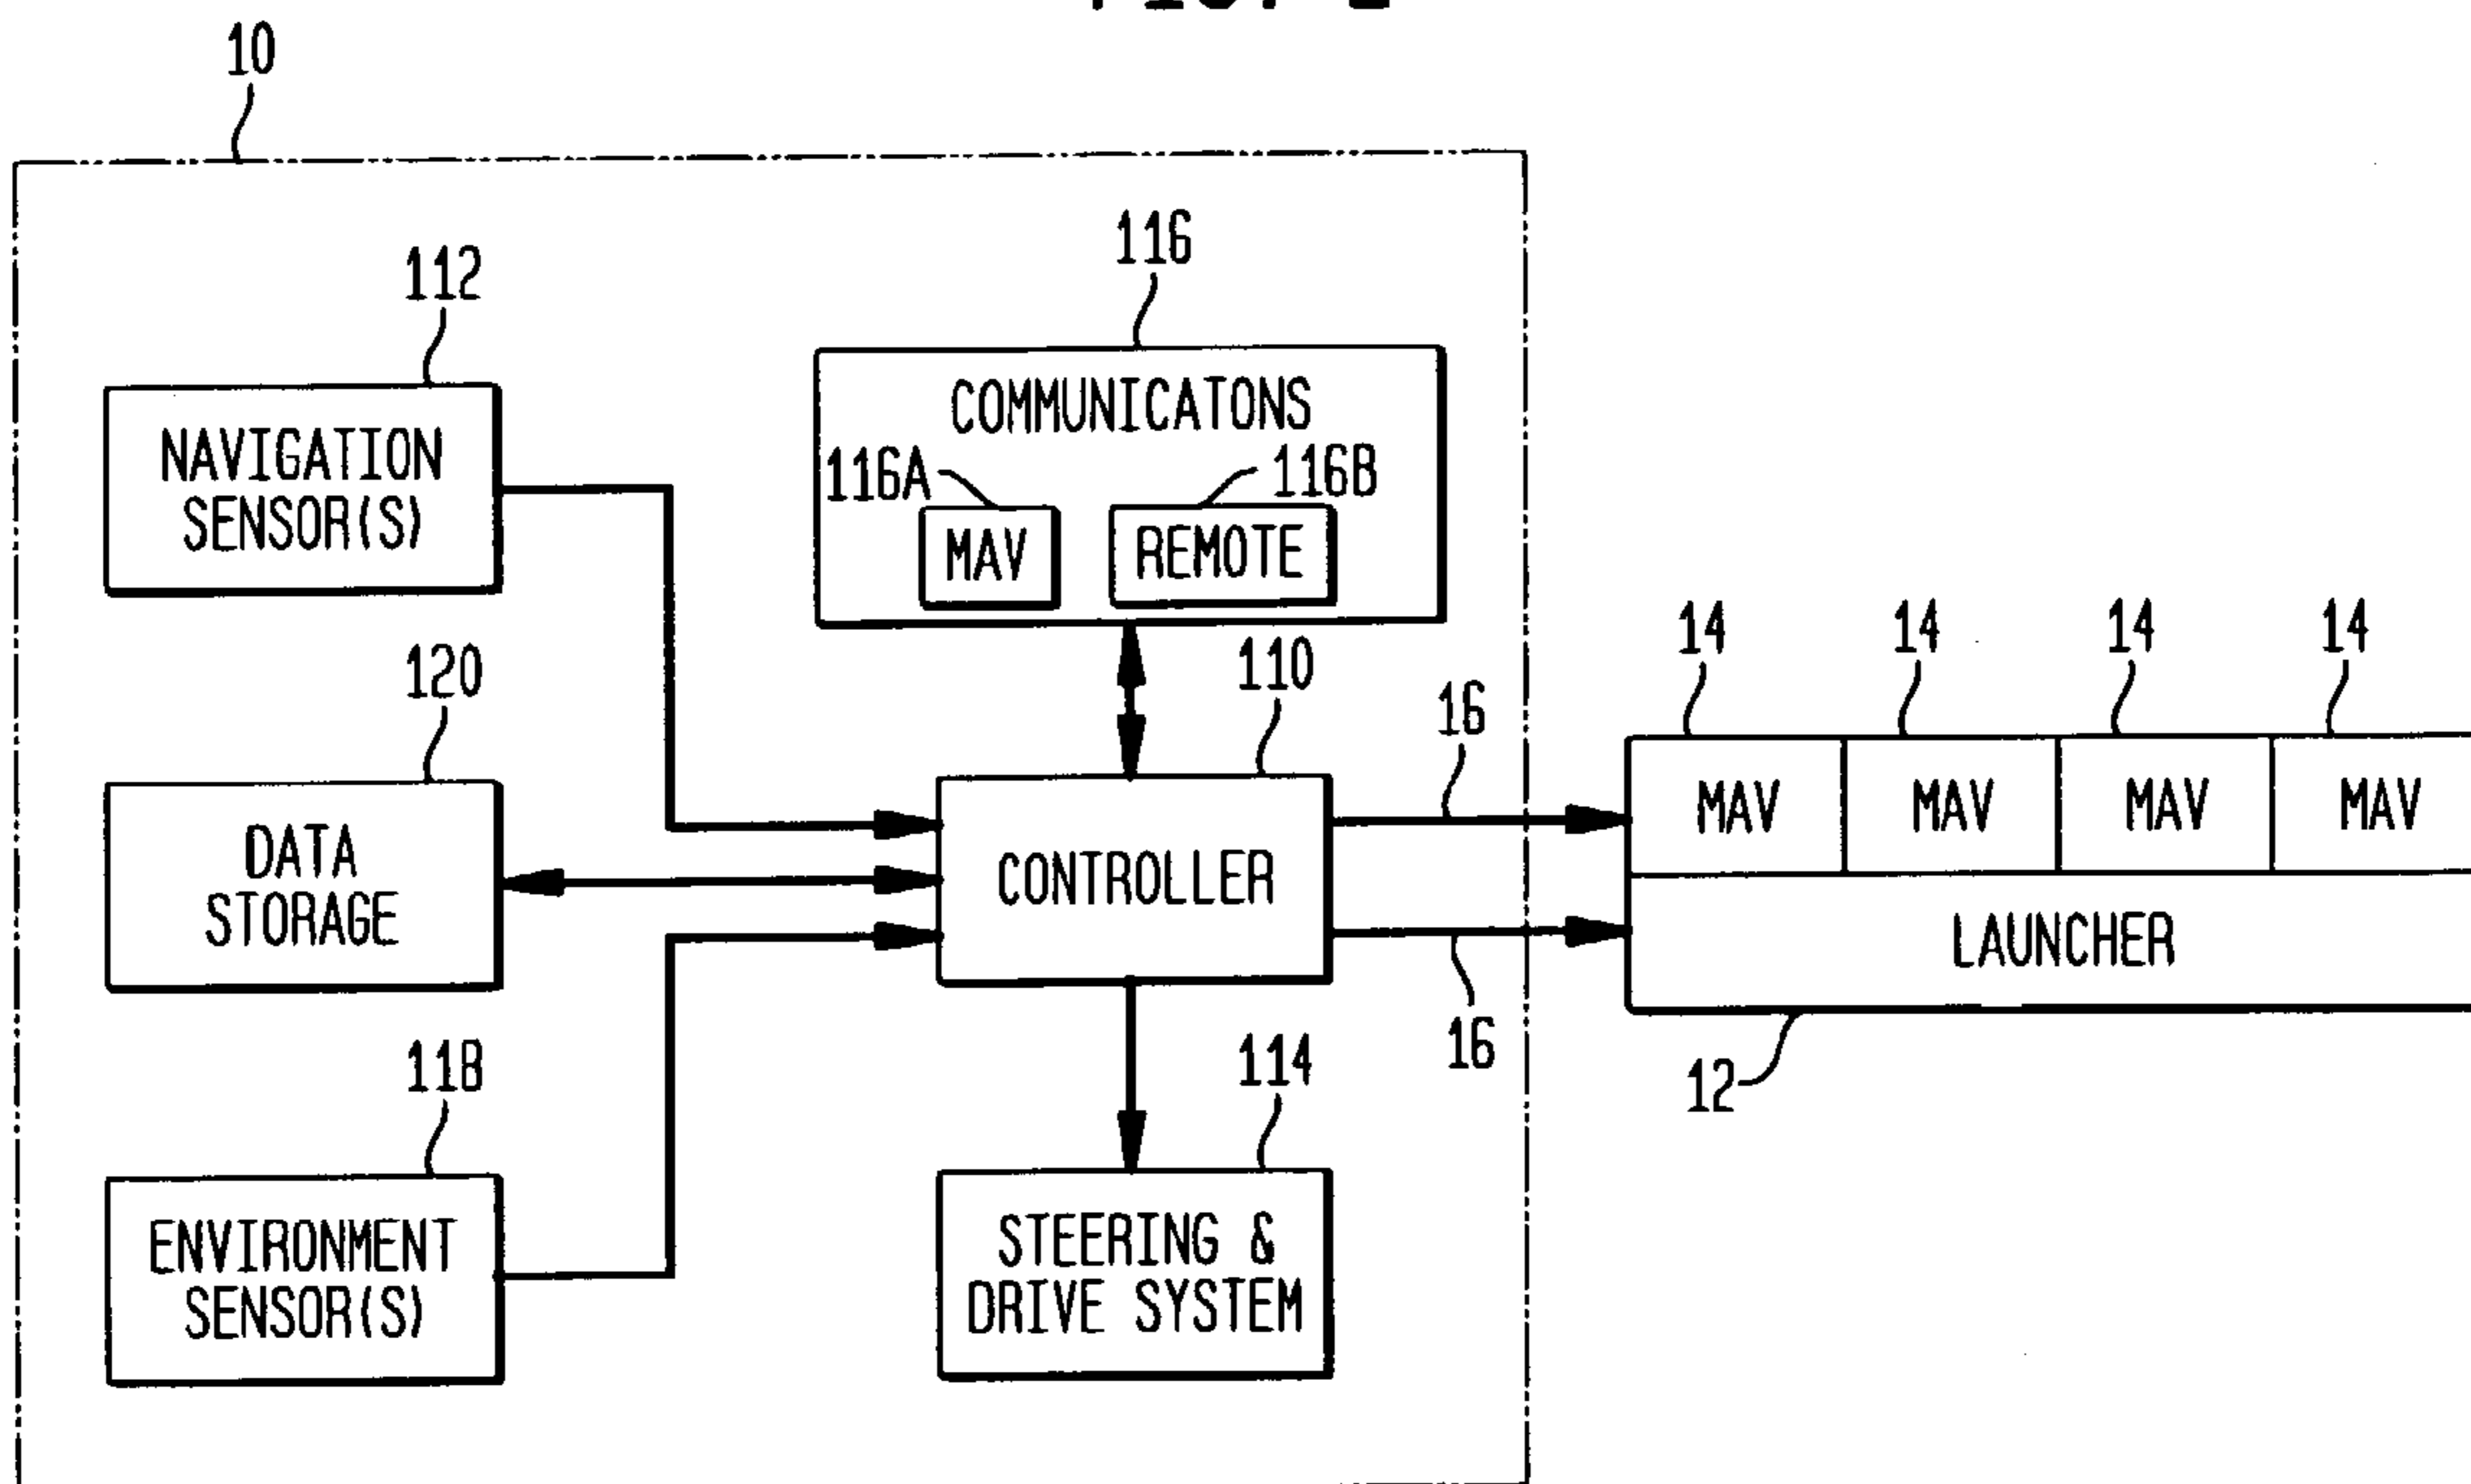 10
116
112
COMMUNICATONS
NAVIGATION
SENSOR(S)
116A
116B
MAV
REMOTE
14
14
14
14
120
110
16
MAV
MAV
MAV
MAV
DATA
STORAGE
CONTROLLER
LAUNCHER
16
12
118
114
ENVIRONMENT
SENSOR(S)
STEERING &
DRIVE SYSTEM